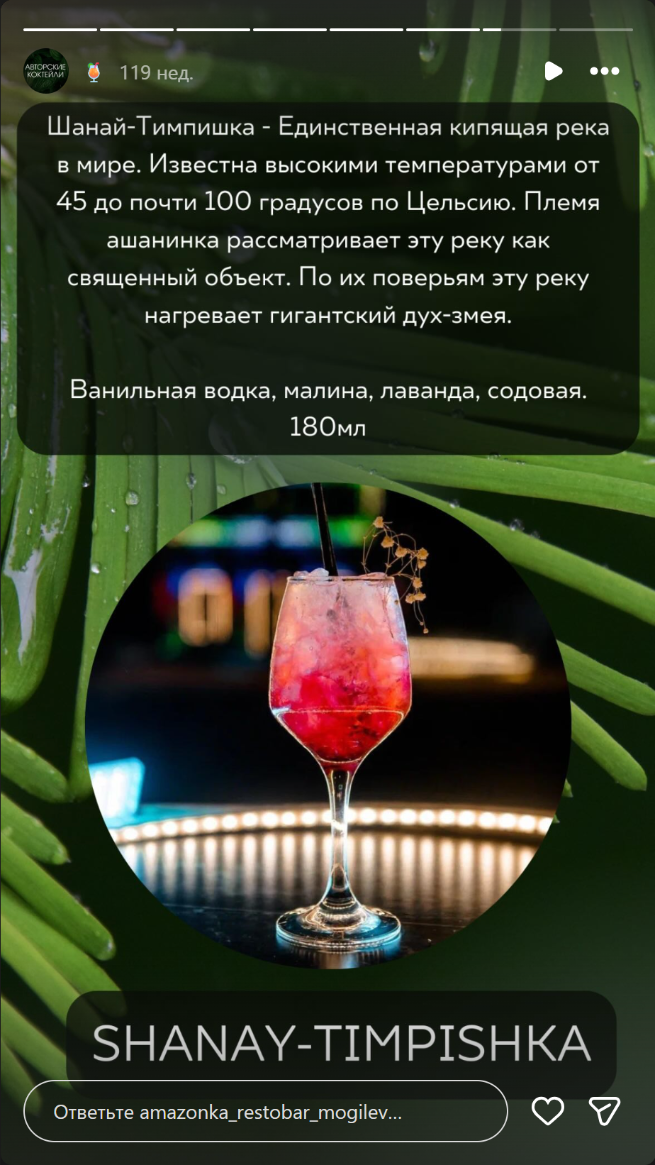 АВТОРСКИЕ
КОКТЕЙЛИ
119 нед.
Шанай-Тимпишка - Единственная кипящая река
в мире. Известна высокими температурами от
45 до почти 100 градусов по Цельсию. Племя
ашанинка рассматривает эту реку как
священный объект. По их поверьям эту реку
нагревает гигантский дух-змея.
Ванильная водка, малина, лаванда, содовая.
180мл
SHANAY-TIMPISHKA
Ответьте amazonka_restobar_mogilev...